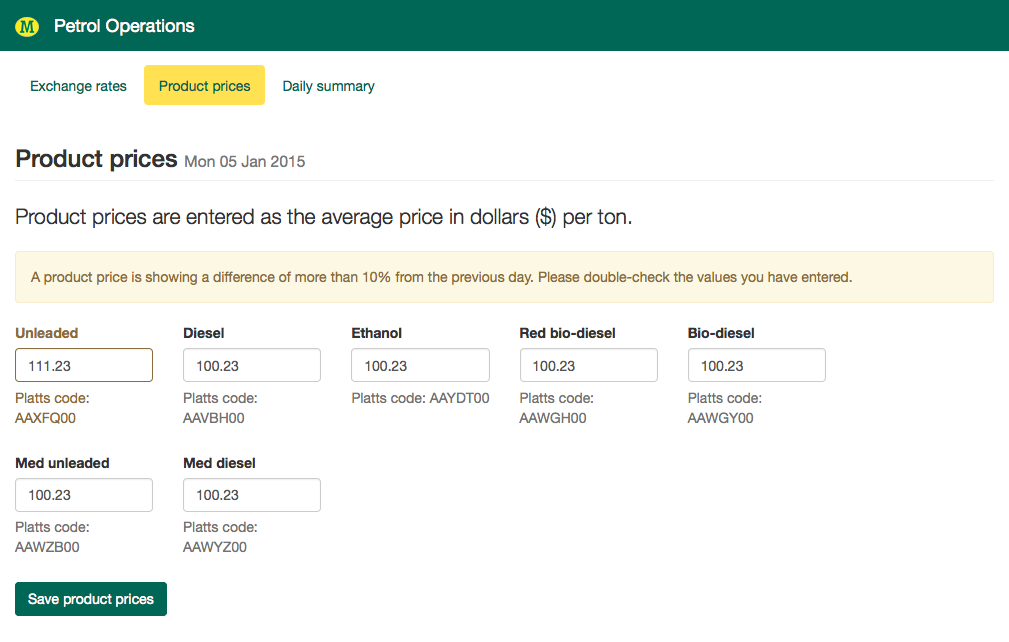 M Petrol Operations
Exchange rates Product prices Daily summary
Product prices Mon 05 Jan 2015
Product prices are entered as the average price in dollars ($) per ton.
A product price is showing a difference of more than 10% from the previous day. Please double-check the values you have entered.
Unleaded Diesel Ethanol Red bio-diesel Bio-diesel
111.23 100.23 100.23 100.23 100.23
Platts code: Platts code: Platts code: AAYDT00 Platts code: Platts code:
AAXFQ00 AAVBH00 AAWGH00 AAWGY00
Med unleaded Med diesel
100.23 100.23
Platts code: Platts code:
AAWZB00 AAWYZ00
Save product prices